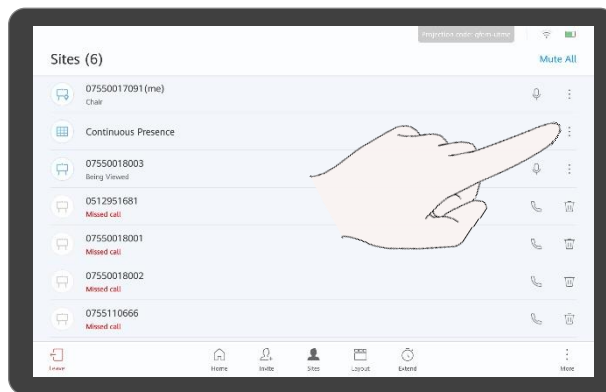 Sites (6)
Mute All
07550017091(me)
Chair
Continuous Presence
07550018003
Being Viewed
0512951681
Missed call
07550018001
Missed call
07550018002
Missed call
0755110666
Missed call
Leave
Home
Invite
Sites
Layout
Extend
More